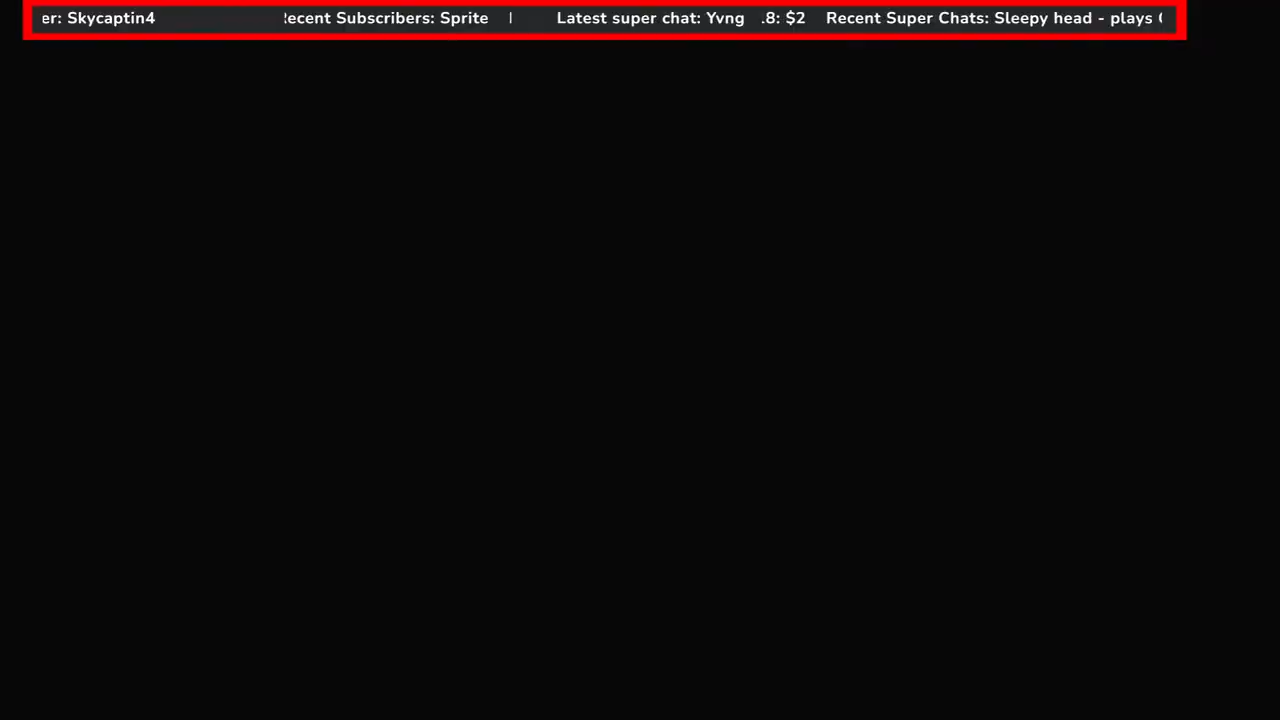 er: Skycaptin4 ecent Subscribers: Sprite Latest super chat: Yvng .8: $2 Recent Super Chats: Sleepy head - plays